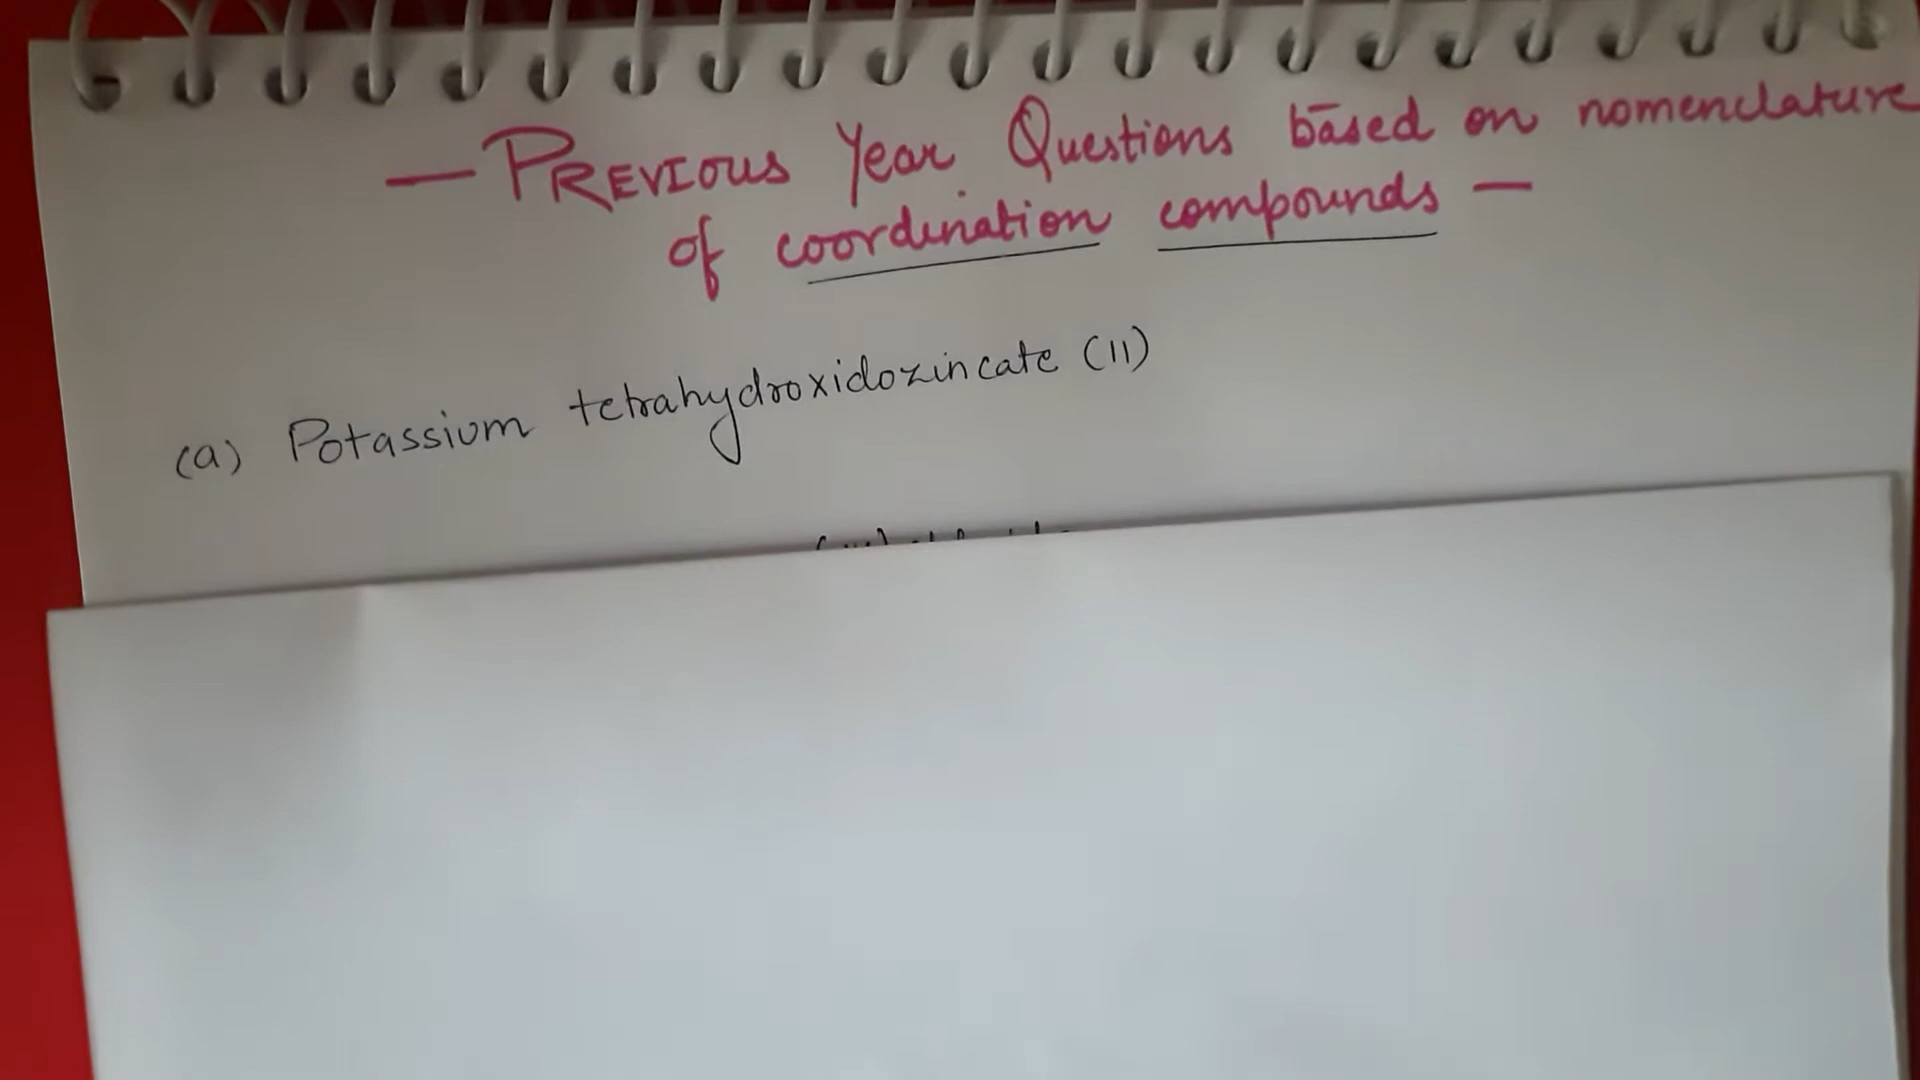 — PREVIOUS Year Questions based on nomenclature
of coordination compounds —
(a) Potassium tetrahydroxidozincate (II)